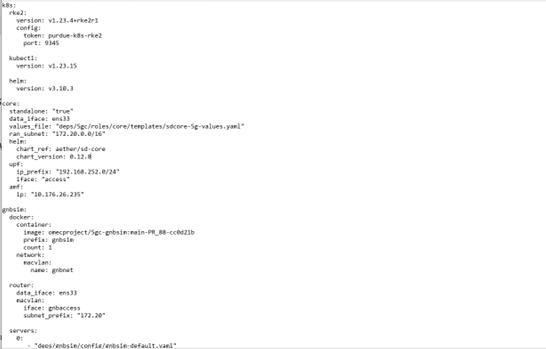 k8s:
  rke2:
    version: v1.23.4+rke2r1
    config:
      token: purdue-k8s-rke2
      port: 9345

  kubectl:
    version: v1.23.15

  helm:
    version: v3.10.3

core:
  standalone: "true"
  data_iface: ens33
  values_file: "deps/5gc/roles/core/templates/sdcore-5g-values.yaml"
  ran_subnet: "172.20.0.0/16"
  helm:
    chart_ref: aether/sd-core
    chart_version: 0.12.8
  upf:
    ip_prefix: "192.168.252.0/24"
    iface: "access"
  amf:
    ip: "10.176.26.235"

gnbsim:
  docker:
    container:
      image: omecproject/5gc-gnbsim:main-PR_88-cc0d21b
      prefix: gnbsim
      count: 1
    network:
      macvlan:
        name: gnbnet

  router:
    data_iface: ens33
    macvlan:
      iface: gnbaccess
      subnet_prefix: "172.20"

  servers:
    0:
      - "deps/gnbsim/config/gnbsim-default.yaml"